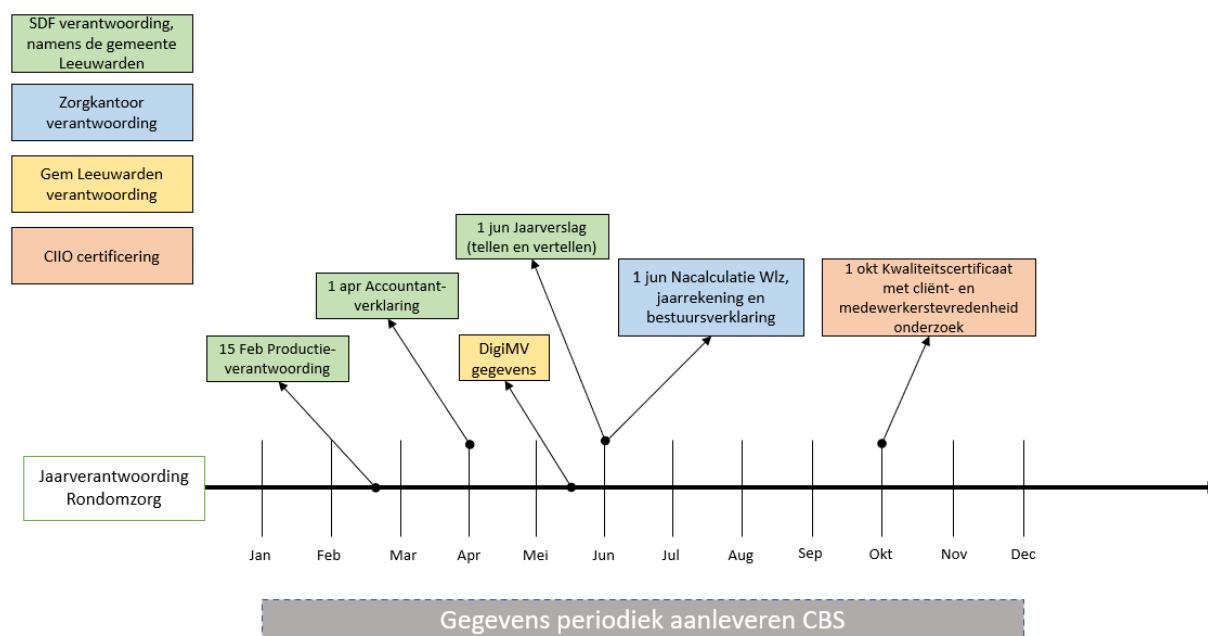 SDF verantwoording,
namens de gemeente
Leeuwarden
Zorgkantoor
verantwoording
Gem Leeuwarden
verantwoording
CIIO certificering
1 jun Jaarverslag
(tellen en vertellen)
1 apr Accountant-
verklaring
1 jun Nacalculatie Wlz,
jaarrekening en
bestuursverklaring
1 okt Kwaliteitscertificaat
met cliënt- en
medewerkerstevredenheid
onderzoek
15 Feb Productie-
verantwoording
DigiMV
gegevens
Jaarverantwoording
Rondomzorg
Jan Feb Mar Apr Mei Jun Jul Aug Sep Okt Nov Dec
Gegevens periodiek aanleveren CBS